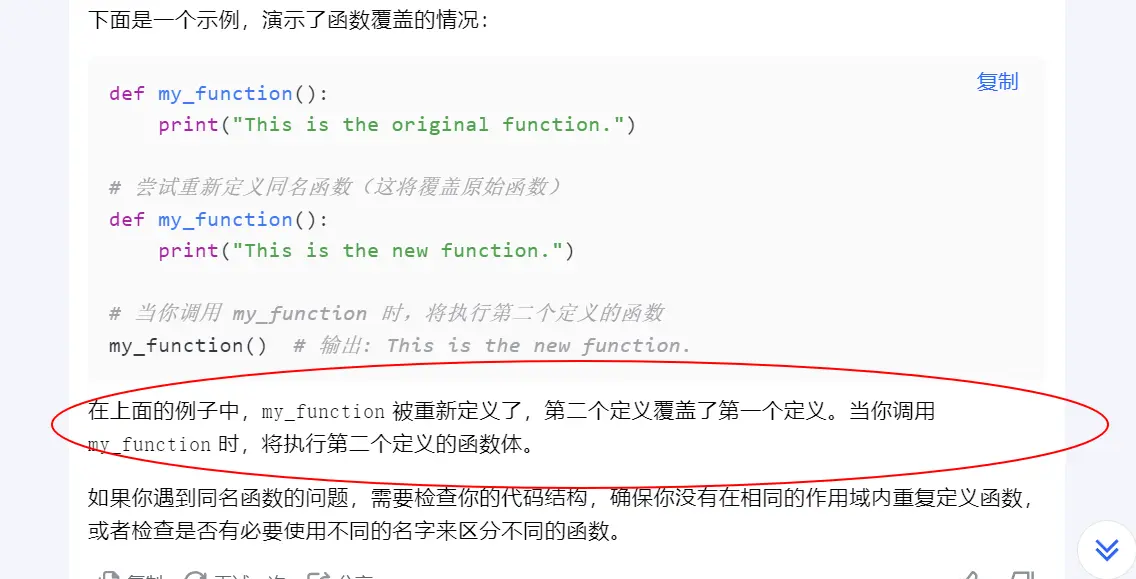 下面是一个示例，演示了函数覆盖的情况：
复制
def my_function():
    print("This is the original function.")
# 尝试重新定义同名函数（这将覆盖原始函数）
def my_function():
    print("This is the new function.")
# 当你调用 my_function 时，将执行第二个定义的函数
my_function()  # 输出: This is the new function.
在上面的例子中，my_function 被重新定义了，第二个定义覆盖了第一个定义。当你调用
my_function 时，将执行第二个定义的函数体。
如果你遇到同名函数的问题，需要检查你的代码结构，确保你没有在相同的作用域内重复定义函数，
或者检查是否有必要使用不同的名字来区分不同的函数。